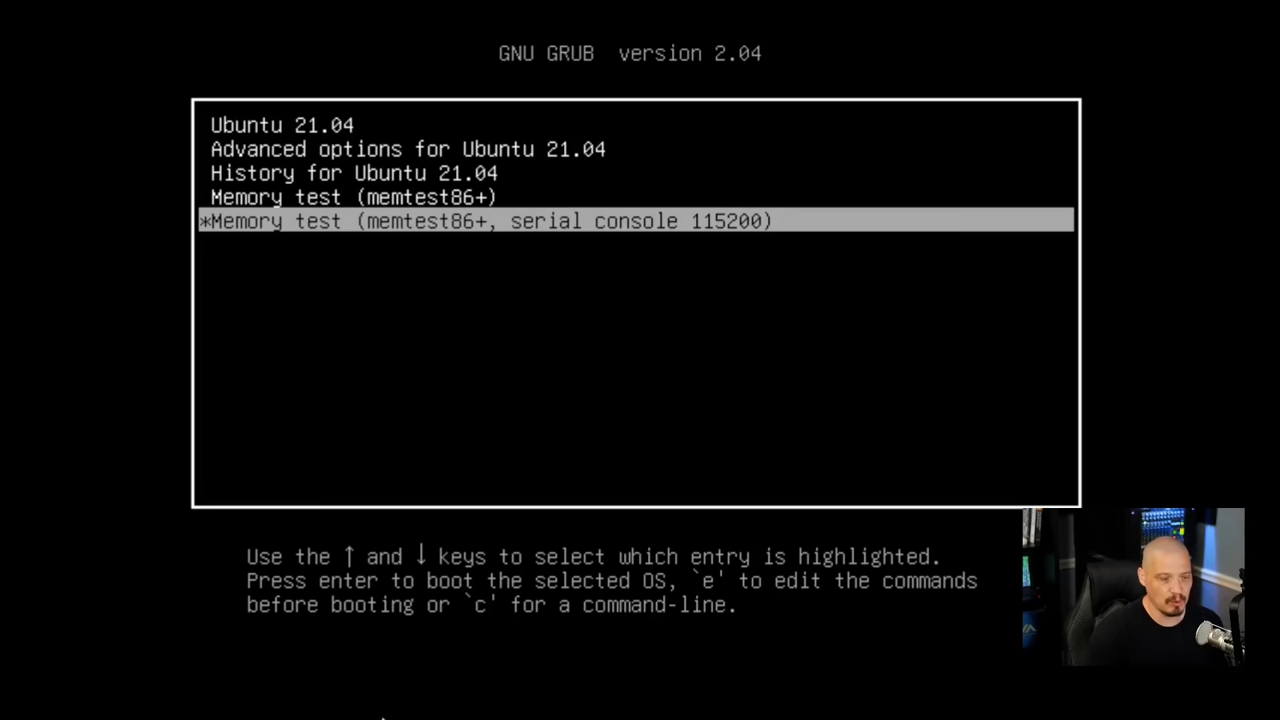 GNU GRUB  version 2.04
Ubuntu 21.04
Advanced options for Ubuntu 21.04
History for Ubuntu 21.04
Memory test (memtest86+)
*Memory test (memtest86+, serial console 115200)
Use the ↑ and ↓ keys to select which entry is highlighted.
Press enter to boot the selected OS, `e' to edit the commands
before booting or `c' for a command-line.